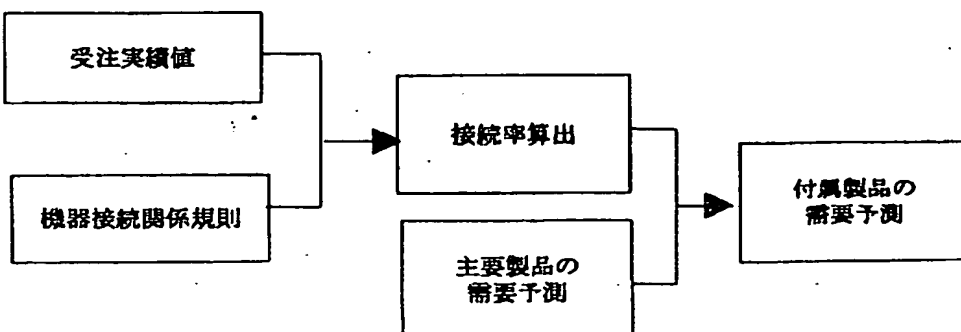 受注実績値
機器接続関係規則
接続率算出
主要製品の
需要予測
付属製品の
需要予測